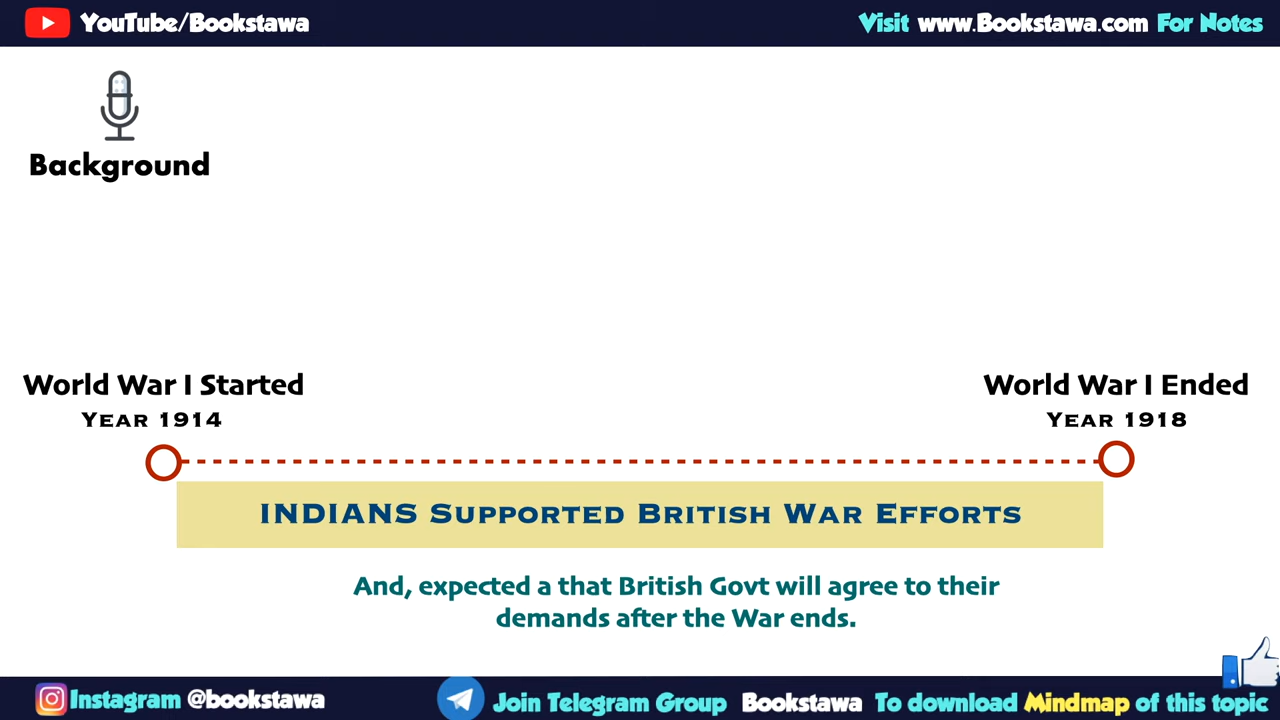 YouTube/Bookstawa
Visit www.Bookstawa.com For Notes
Background
World War I Started
YEAR 1914
World War I Ended
YEAR 1918
INDIANS SUPPORTED BRITISH WAR EFFORTS
And, expected a that British Govt will agree to their
demands after the War ends.
Instagram @bookstawa
Join Telegram Group Bookstawa To download Mindmap of this topic